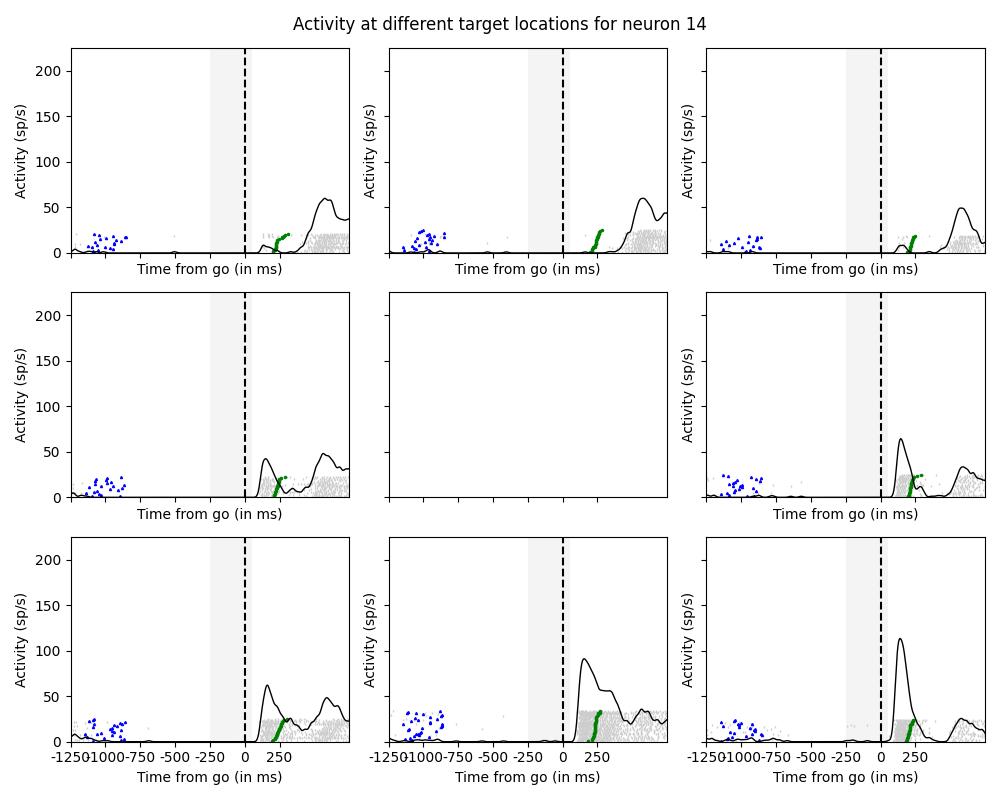 Activity at different target locations for neuron 14
Activity (sp/s)
200
150
100
50
0
Time from go (in ms)
Activity (sp/s)
Time from go (in ms)
Activity (sp/s)
Time from go (in ms)
Activity (sp/s)
200
150
100
50
0
Time from go (in ms)
Activity (sp/s)
Time from go (in ms)
Activity (sp/s)
200
150
100
50
0
-1250 -1000 -750 -500 -250 0 250
Time from go (in ms)
Activity (sp/s)
-1250 -1000 -750 -500 -250 0 250
Time from go (in ms)
Activity (sp/s)
-1250 -1000 -750 -500 -250 0 250
Time from go (in ms)